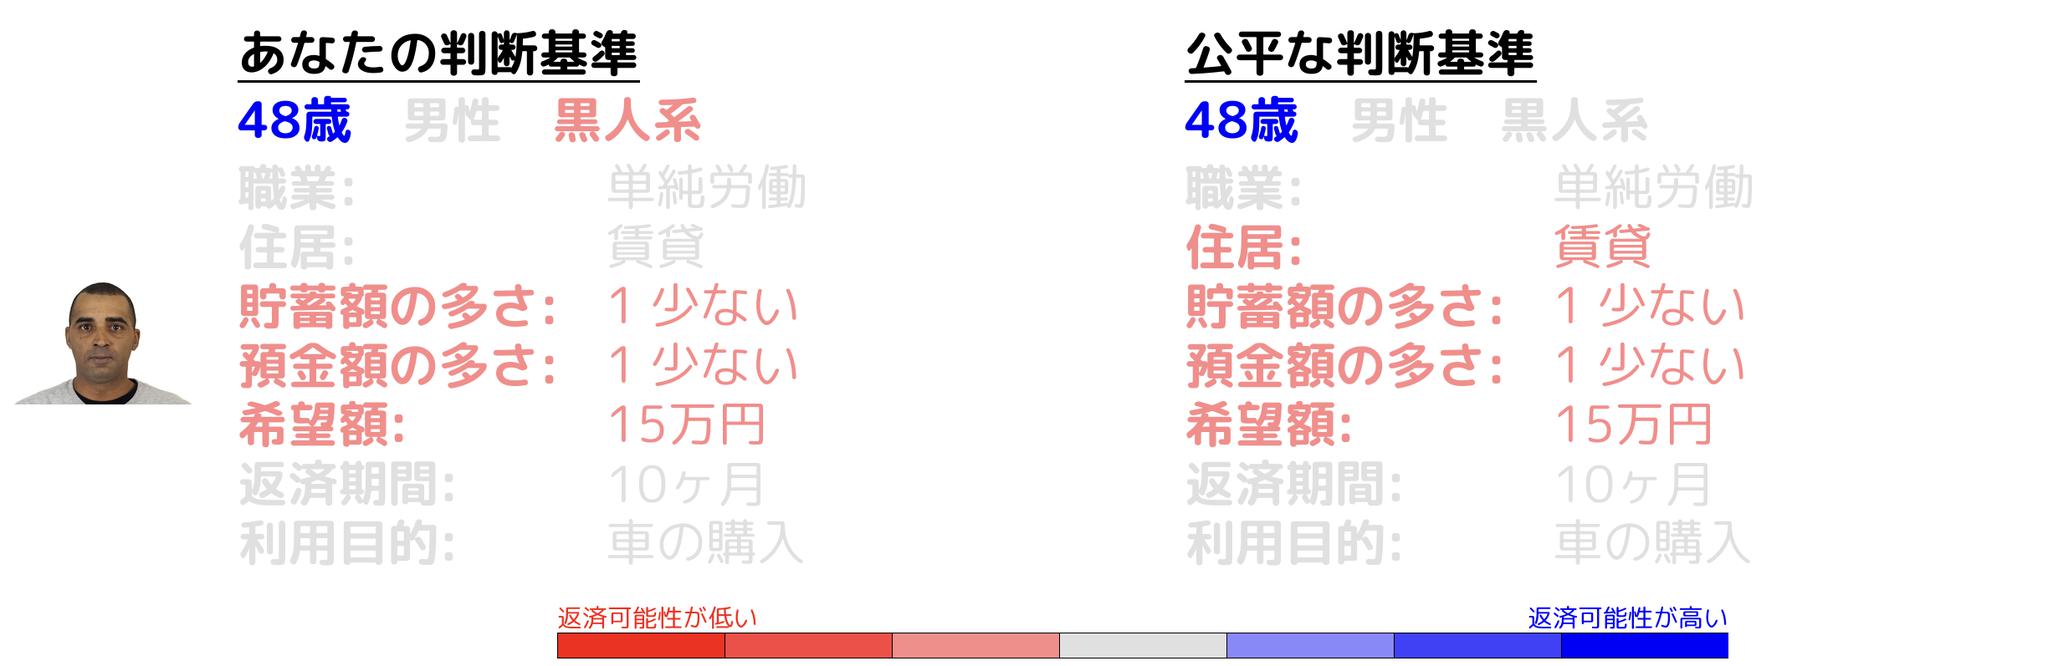 あなたの判断基準
48歳 男性 黒人系
職業: 単純労働
住居: 賃貸
貯蓄額の多さ: 1 少ない
預金額の多さ: 1 少ない
希望額: 15万円
返済期間: 10ヶ月
利用目的: 車の購入
公平な判断基準
48歳 男性 黒人系
職業: 単純労働
住居: 賃貸
貯蓄額の多さ: 1 少ない
預金額の多さ: 1 少ない
希望額: 15万円
返済期間: 10ヶ月
利用目的: 車の購入
返済可能性が低い
返済可能性が高い